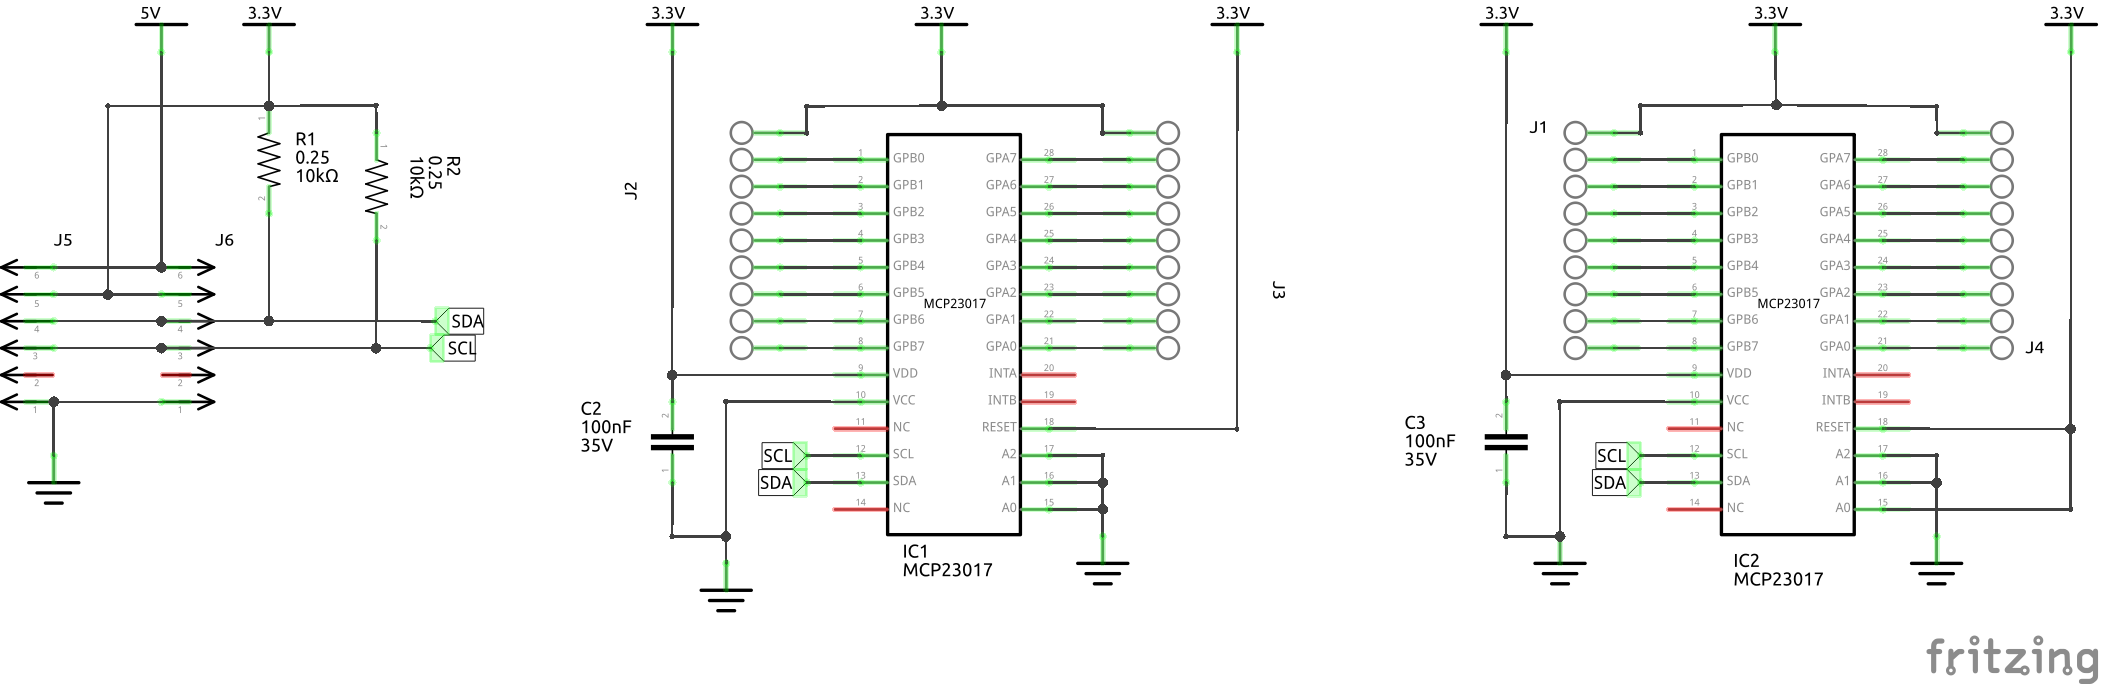 5V
3.3V
R1
0.25
10kΩ
1
2
R2
0.25
10kΩ
1
2
J5
J6
6
6
5
5
4
4
3
3
2
2
1
1
SDA
SCL
3.3V
3.3V
3.3V
J2
J3
1 GPB0 GPA7 28
2 GPB1 GPA6 27
3 GPB2 GPA5 26
4 GPB3 GPA4 25
5 GPB4 GPA3 24
6 GPB5 GPA2 23
MCP23017
7 GPB6 GPA1 22
8 GPB7 GPA0 21
9 VDD INTA 20
10 VCC INTB 19
11 NC RESET 18
SCL 12 SCL A2 17
SDA 13 SDA A1 16
14 NC A0 15
C2
100nF
35V
2
1
IC1
MCP23017
3.3V
3.3V
3.3V
J1
J4
1 GPB0 GPA7 28
2 GPB1 GPA6 27
3 GPB2 GPA5 26
4 GPB3 GPA4 25
5 GPB4 GPA3 24
6 GPB5 GPA2 23
MCP23017
7 GPB6 GPA1 22
8 GPB7 GPA0 21
9 VDD INTA 20
10 VCC INTB 19
11 NC RESET 18
SCL 12 SCL A2 17
SDA 13 SDA A1 16
14 NC A0 15
C3
100nF
35V
2
1
IC2
MCP23017
fritzing